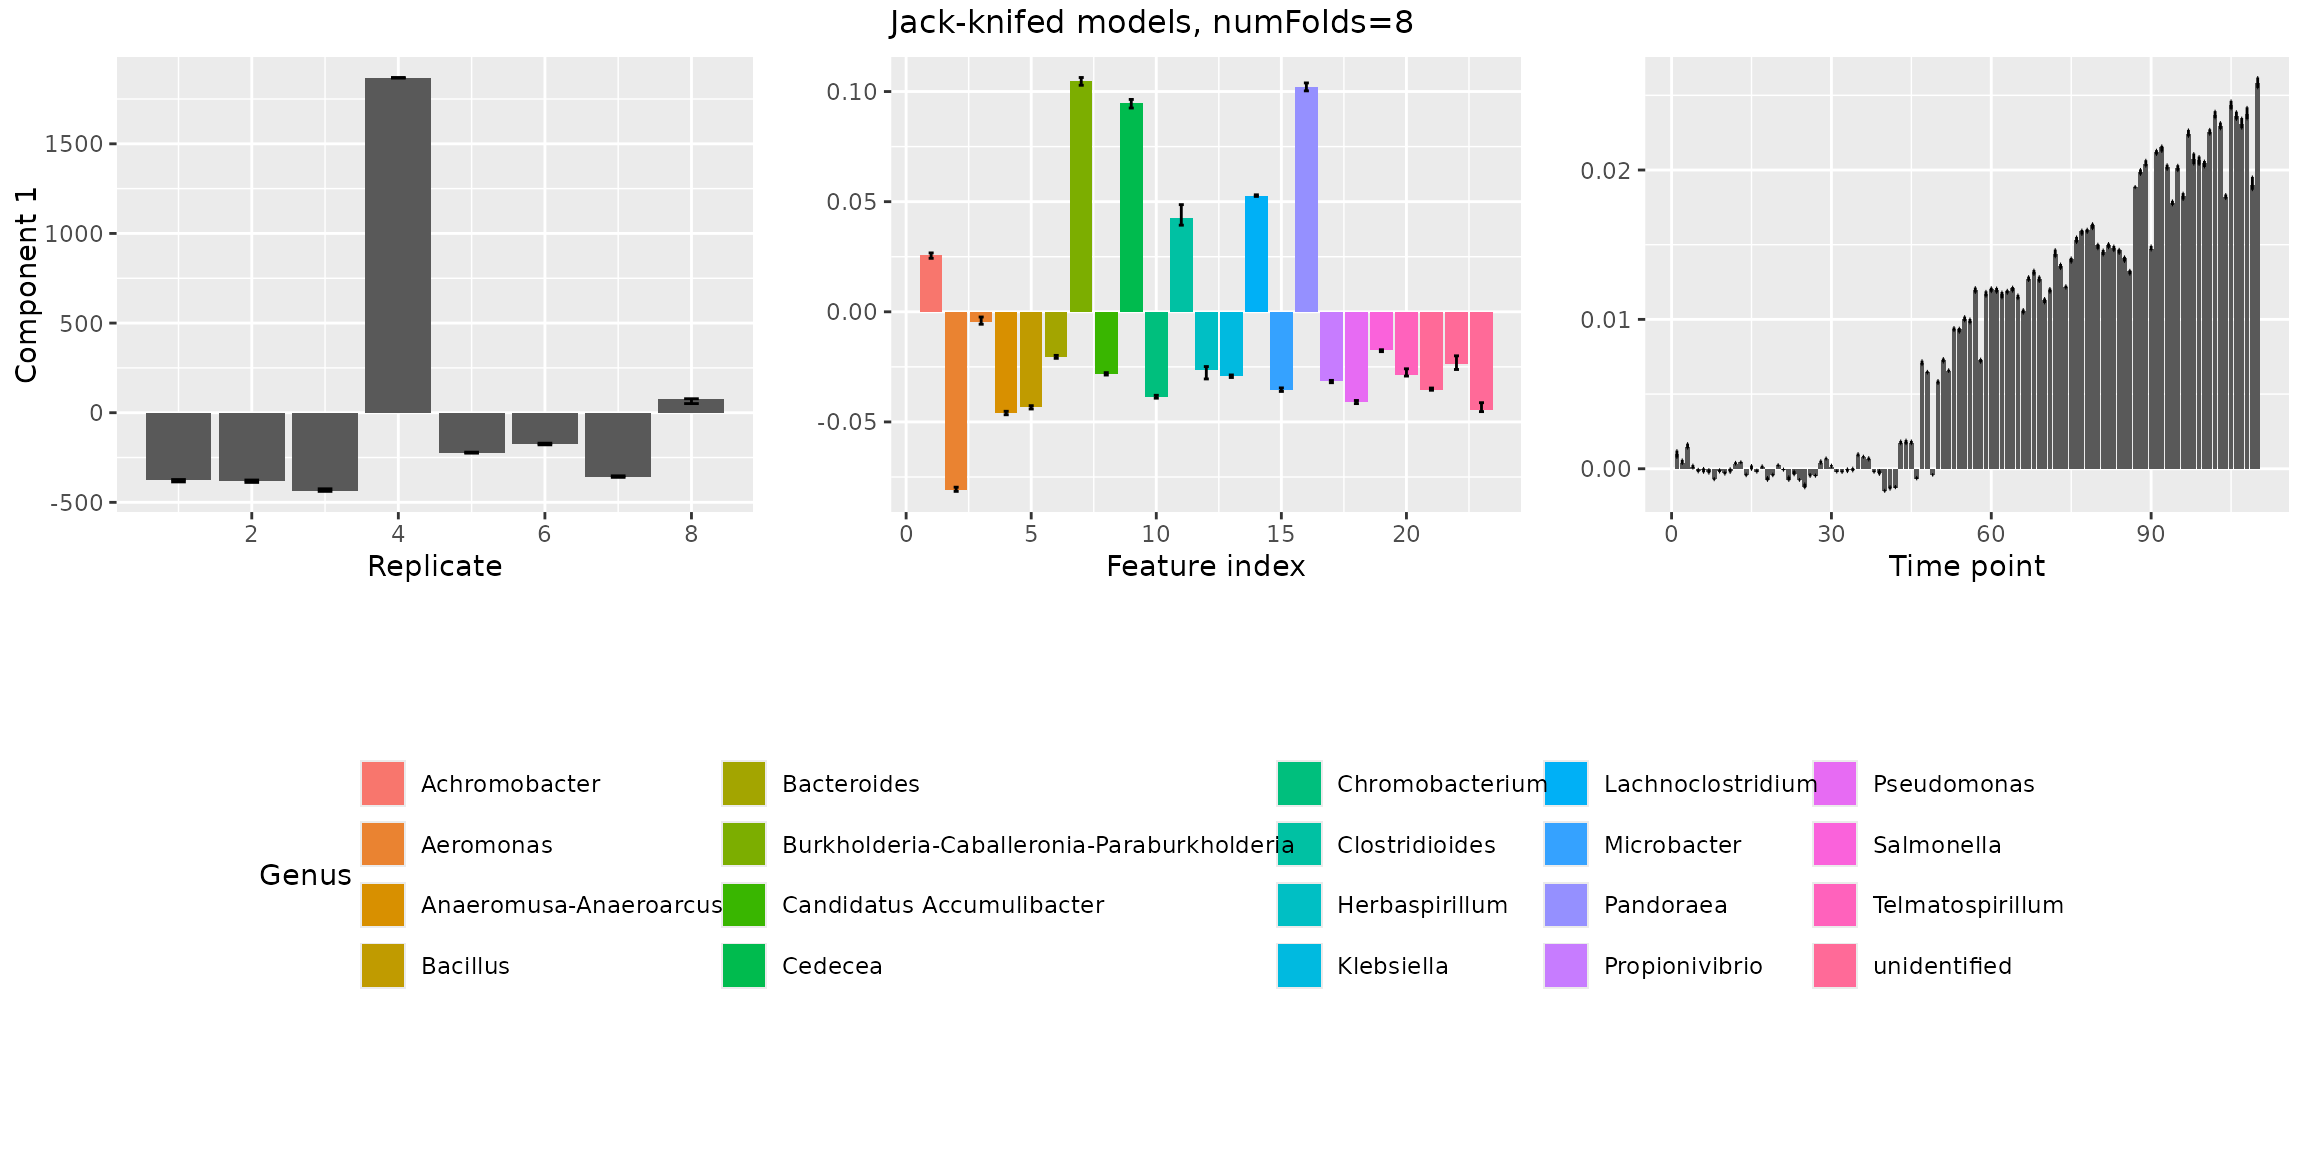 Jack-knifed models, numFolds=8
Component 1
1500
1000
500
0
-500
2 4 6 8
Replicate
0.10
0.05
0.00
-0.05
0 5 10 15 20
Feature index
0.02
0.01
0.00
0 30 60 90
Time point
Genus
Achromobacter
Aeromonas
Anaeromusa-Anaeroarcus
Bacillus
Bacteroides
Burkholderia-Caballeronia-Paraburkholderia
Candidatus Accumulibacter
Cedecea
Chromobacterium
Clostridioides
Herbaspirillum
Klebsiella
Lachnoclostridium
Microbacter
Pandoraea
Propionivibrio
Pseudomonas
Salmonella
Telmatospirillum
unidentified